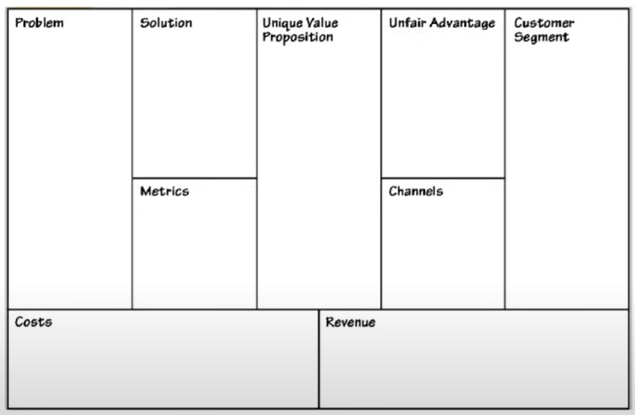 Problem
Solution
Unique Value
Proposition
Unfair Advantage
Customer
Segment
Metrics
Channels
Costs
Revenue